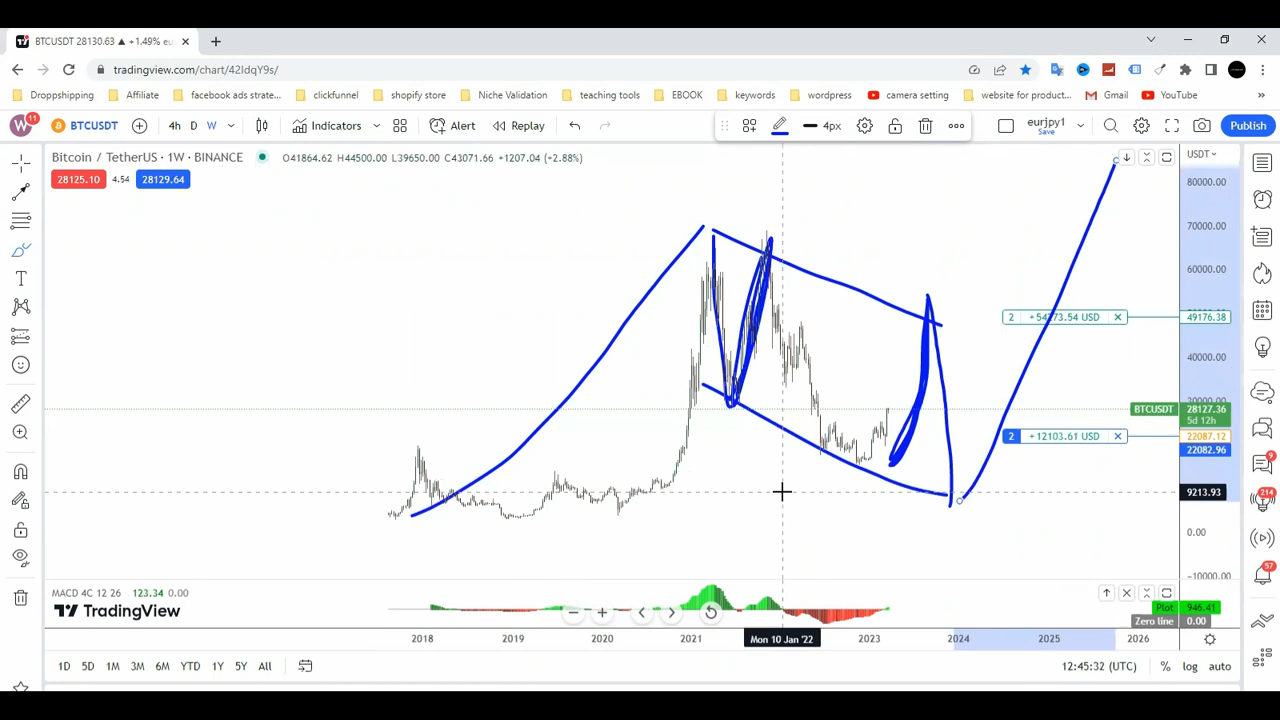 BTCUSDT 28130.63 ▲ +1.49% eu
tradingview.com/chart/42IdqY9s/
Droppshipping Affiliate facebook ads strate... clickfunnel shopify store Niche Validation teaching tools EBOOK keywords wordpress camera setting website for product... Gmail YouTube »
W 11 BTCUSDT 4h D W Indicators Alert Replay 4px eurjpy1 Save Publish
Bitcoin / TetherUS · 1W · BINANCE O41864.62 H44500.00 L39650.00 C43071.66 +1207.04 (+2.88%) USDT
28125.10 4.54 28129.64
80000.00
70000.00
60000.00
2 49176.38
40000.00
30000.00
BTCUSDT 28127.36
5d 12h
2 +12103.61 USD 22087.12
22082.96
9
9213.93
214
0.00
57
-10000.00
MACD 4C 12 26 123.34 0.00
TradingView
Plot 946.41
Zero line 0.00
2018 2019 2020 2021 Mon 10 Jan '22 2023 2024 2025 2026
1D 5D 1M 3M 6M YTD 1Y 5Y All 12:45:32 (UTC) % log auto